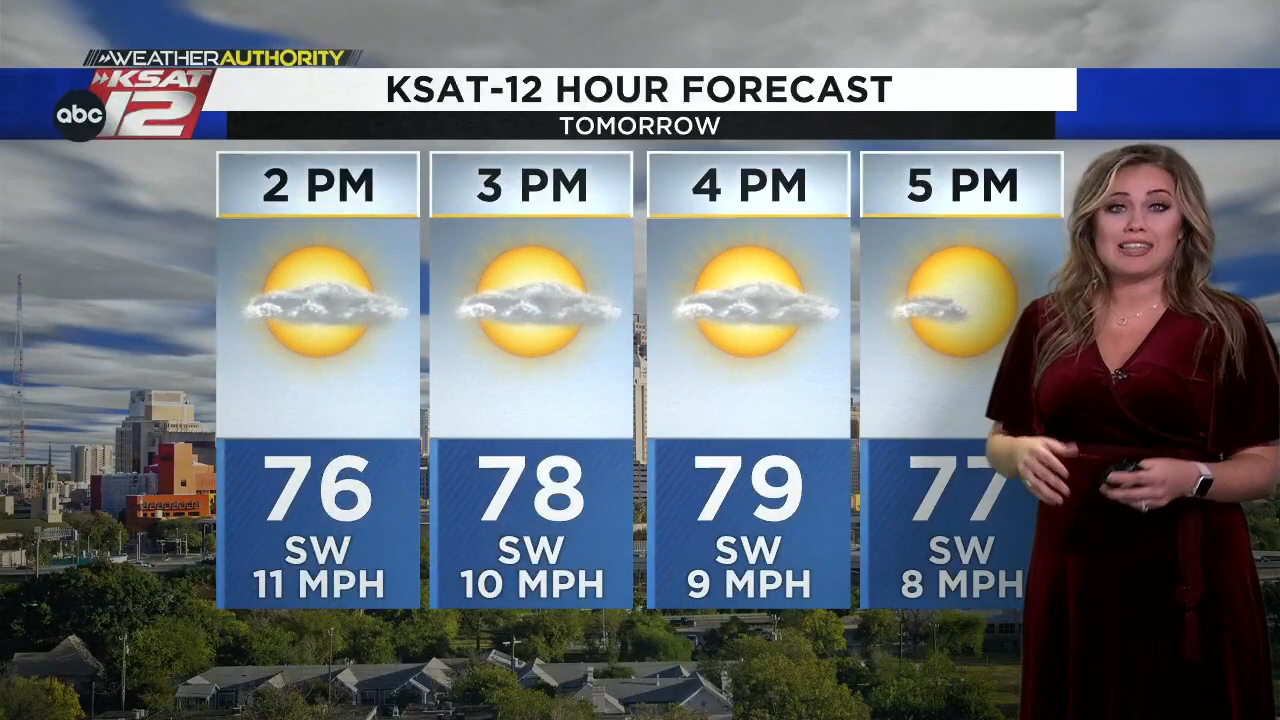 WEATHERAUTHORITY
KSAT
abc 12
KSAT-12 HOUR FORECAST
TOMORROW
2 PM 3 PM 4 PM 5 PM
76 78 79 77
SW SW SW SW
11 MPH 10 MPH 9 MPH 8 MPH